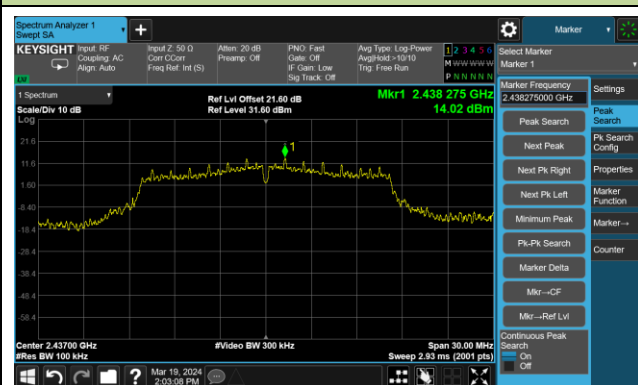 Spectrum Analyzer 1
Swept SA
Marker
KEYSIGHT
Input: RF
Coupling: AC
Align: Auto
Input Z: 50 Ω
Corr CCorr
Freq Ref: Int (S)
Atten: 20 dB
Preamp: Off
PNO: Fast
Gate: Off
IF Gain: Low
Sig Track: Off
Avg Type: Log-Power
Avg|Hold:>10/10
Trig: Free Run
1 2 3 4 5 6
M W W W W W
P N N N N N
LXI
Select Marker
Marker 1
1 Spectrum
Scale/Div 10 dB
Log
Ref Lvl Offset 21.60 dB
Ref Level 31.60 dBm
Mkr1 2.438 275 GHz
14.02 dBm
1
21.6
11.6
1.60
-8.40
-18.4
-28.4
-38.4
-48.4
-58.4
Center 2.43700 GHz
#Res BW 100 kHz
#Video BW 300 kHz
Span 30.00 MHz
Sweep 2.93 ms (2001 pts)
Marker Frequency
2.438275000 GHz
Peak Search
Next Peak
Next Pk Right
Next Pk Left
Minimum Peak
Pk-Pk Search
Marker Delta
Mkr→CF
Mkr→Ref Lvl
Continuous Peak
Search
On
Off
Settings
Peak
Search
Pk Search
Config
Properties
Marker
Function
Marker→
Counter
Mar 19, 2024
2:03:08 PM